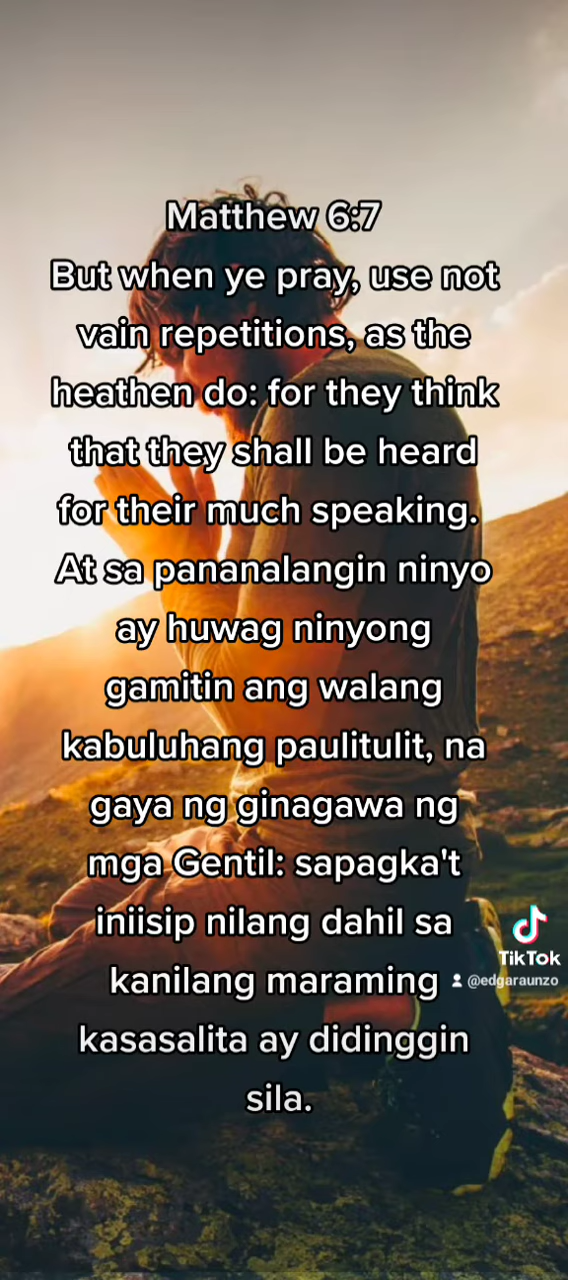 Matthew 6:7
But when ye pray, use not
vain repetitions, as the
heathen do: for they think
that they shall be heard
for their much speaking.
At sa pananalangin ninyo
ay huwag ninyong
gamitin ang walang
kabuluhang paulitulit, na
gaya ng ginagawa ng
mga Gentil: sapagka't
iniisip nilang dahil sa
kanilang maraming
kasasalita ay didinggin
sila.
TikTok
@edgaraunzo